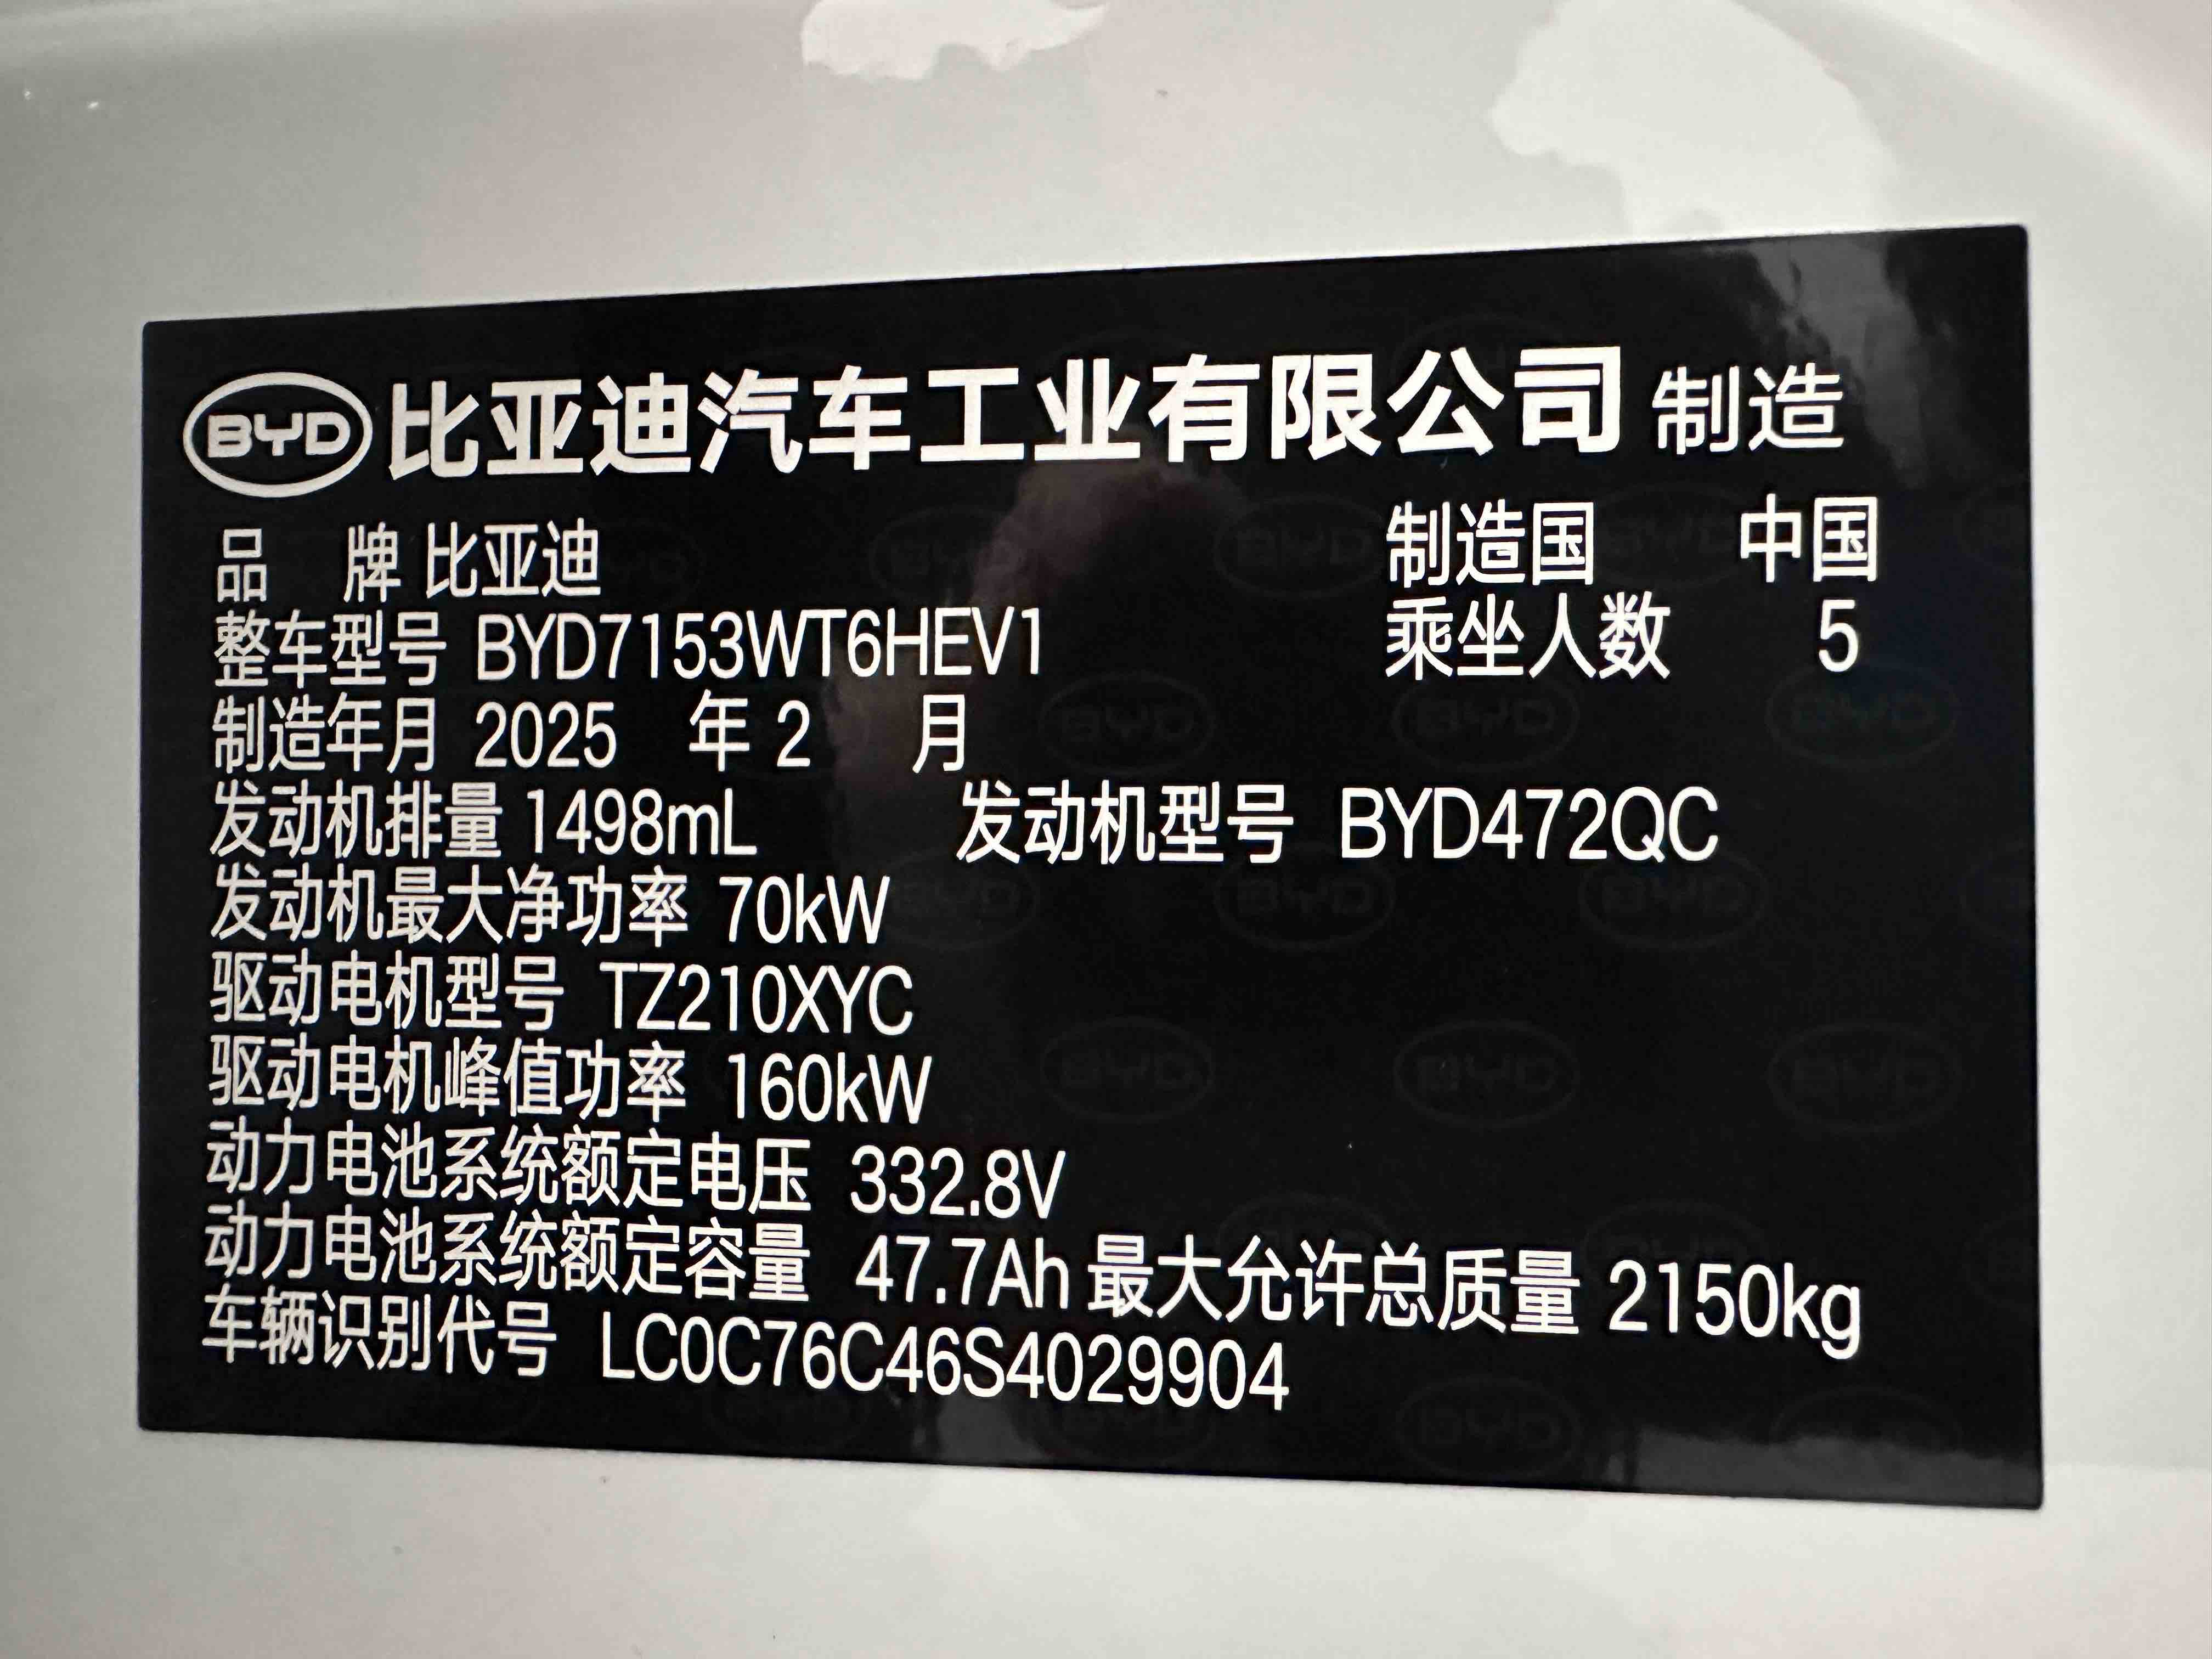 BYD 比亚迪汽车工业有限公司 制造
品 牌 比亚迪 制造国 中国
整车型号 BYD7153WT6HEV1 乘坐人数 5
制造年月 2025 年 2 月
发动机排量 1498mL 发动机型号 BYD472QC
发动机最大净功率 70kW
驱动电机型号 TZ210XYC
驱动电机峰值功率 160kW
动力电池系统额定电压 332.8V
动力电池系统额定容量 47.7Ah 最大允许总质量 2150kg
车辆识别代号 LC0C76C46S4029904